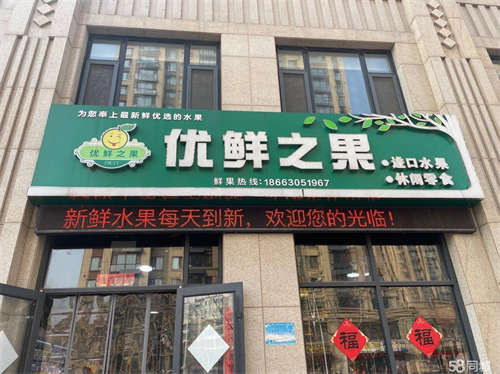 为您奉上最新鲜优选的水果
优鲜之果
优鲜之果
·进口水果
·休闲零食
鲜果热线:18663051967
新鲜水果每天到新，欢迎您的光临！
福
福
58同城